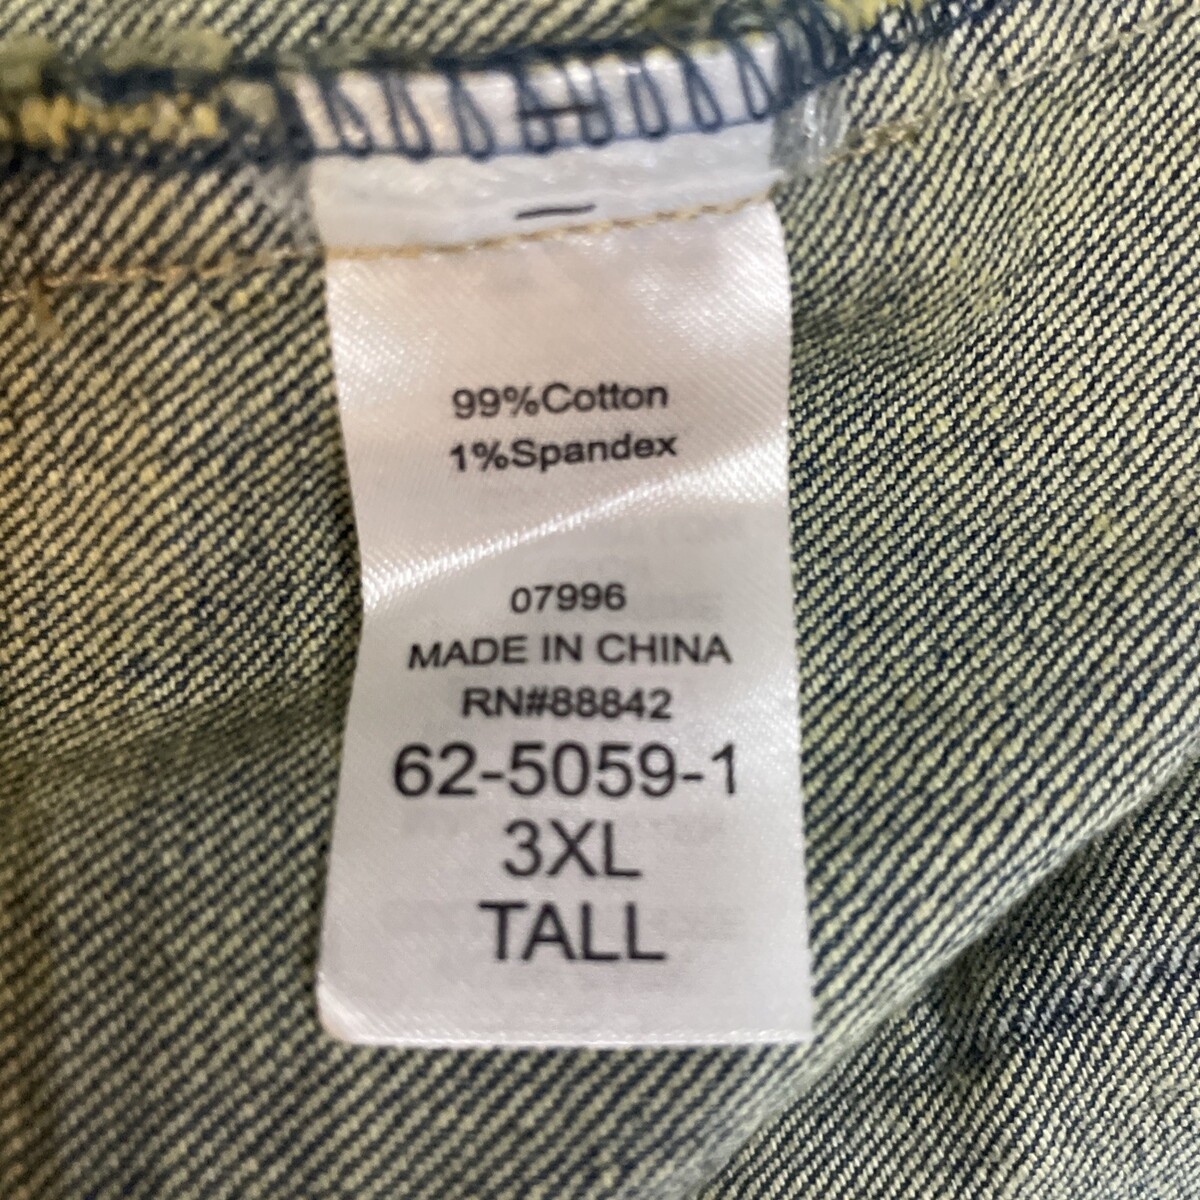 99%Cotton
1%Spandex
07996
MADE IN CHINA
RN#88842
62-5059-1
3XL
TALL